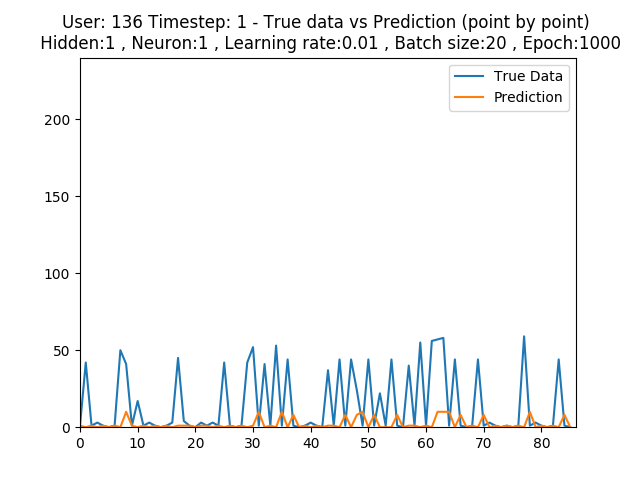 User: 136 Timestep: 1 - True data vs Prediction (point by point)
Hidden:1 , Neuron:1 , Learning rate:0.01 , Batch size:20 , Epoch:1000
True Data
Prediction
200
150
100
50
0
0 10 20 30 40 50 60 70 80